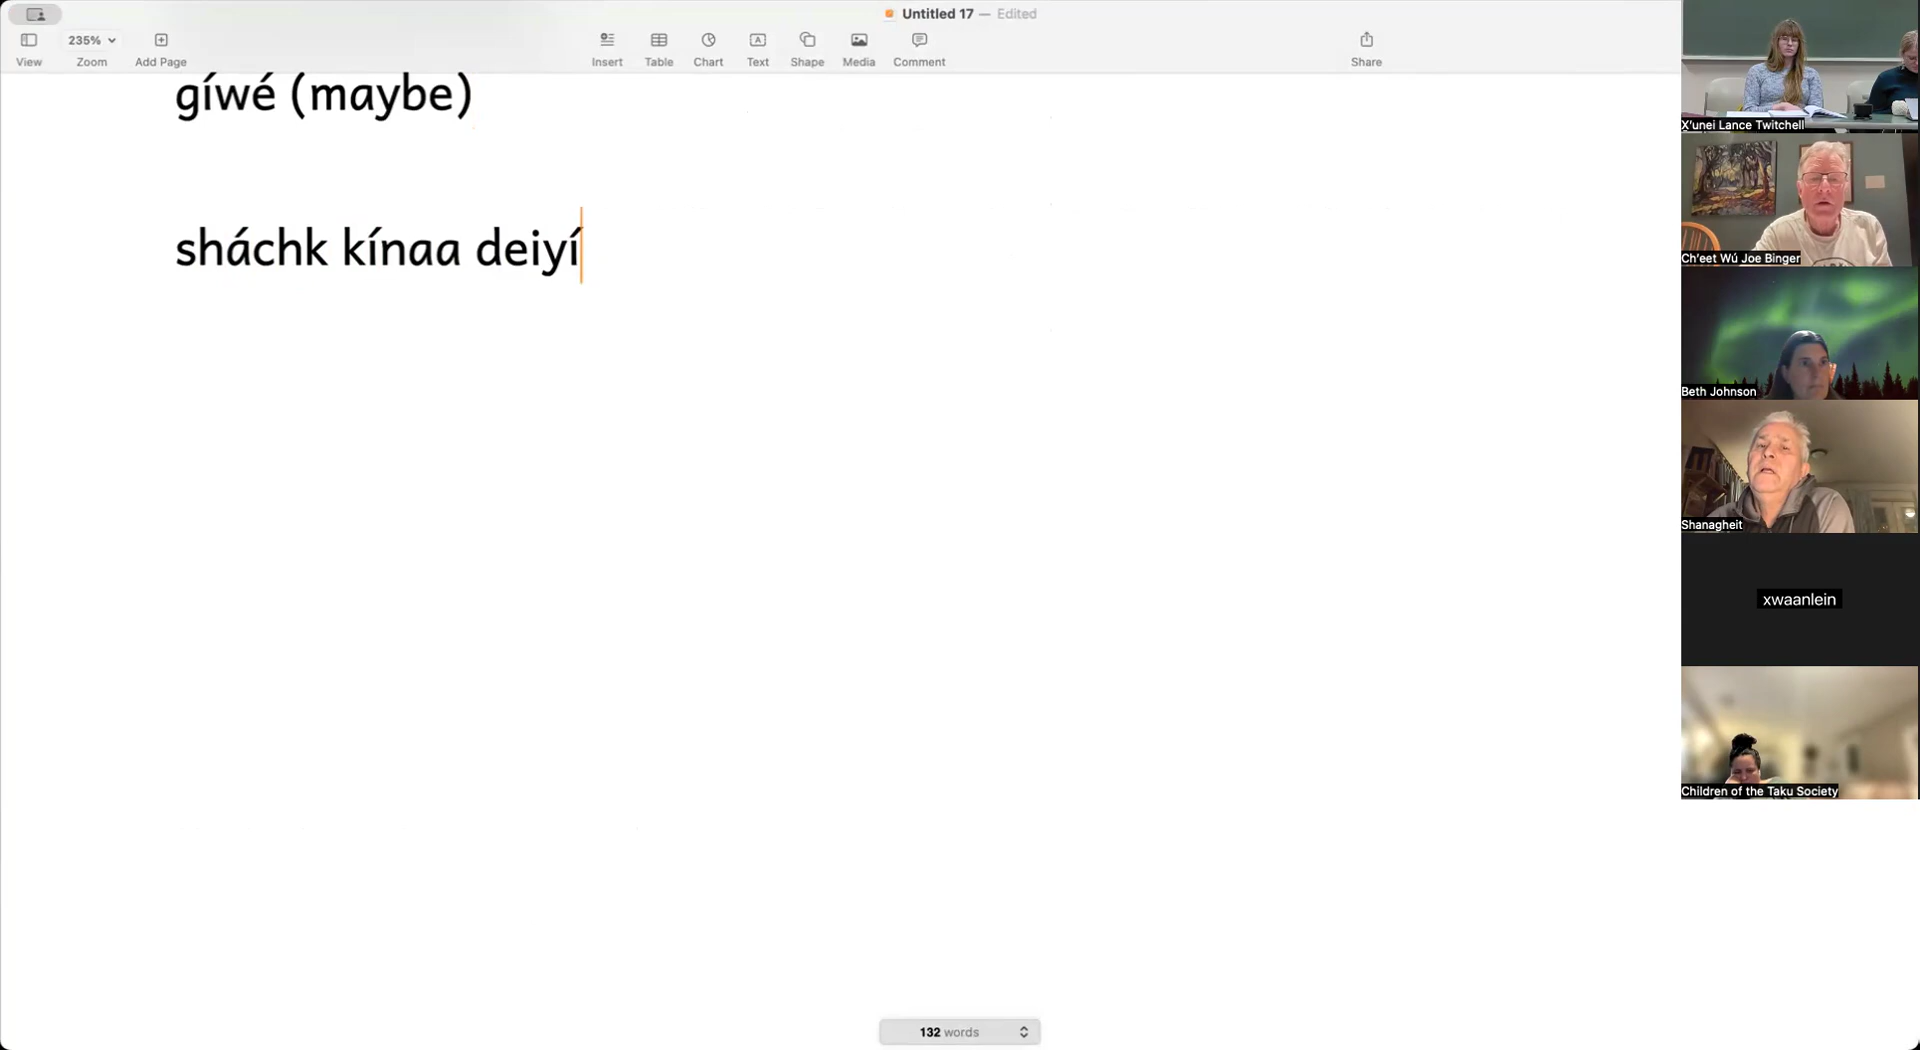 Untitled 17 — Edited
235%
View
Zoom
Add Page
Insert
Table
Chart
Text
Shape
Media
Comment
Share
gíwé (maybe)
sháchk kínaa deiyí
132 words
X'unei Lance Twitchell
Ch'eet Wú Joe Binger
Beth Johnson
Shanagheit
xwaanlein
Children of the Taku Society